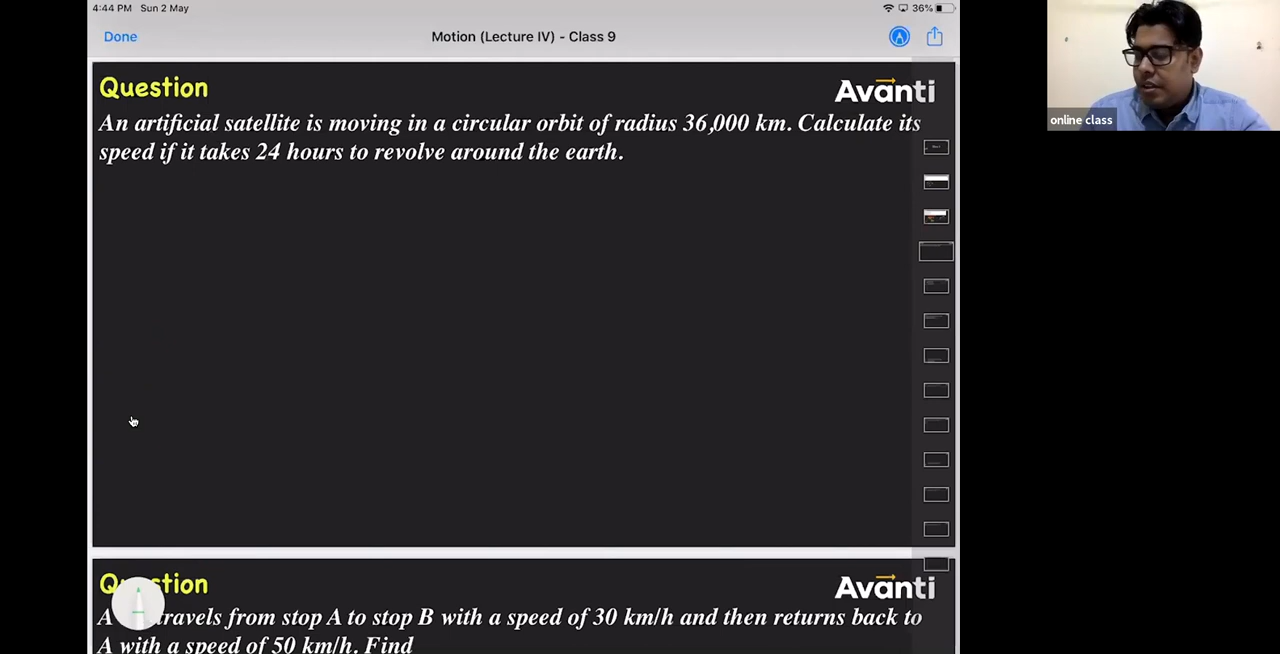 4:44 PM Sun 2 May
36%
Done
Motion (Lecture IV) - Class 9
Question
Avanti
An artificial satellite is moving in a circular orbit of radius 36,000 km. Calculate its
speed if it takes 24 hours to revolve around the earth.
online class
Question
Avanti
A travels from stop A to stop B with a speed of 30 km/h and then returns back to
A with a speed of 50 km/h. Find